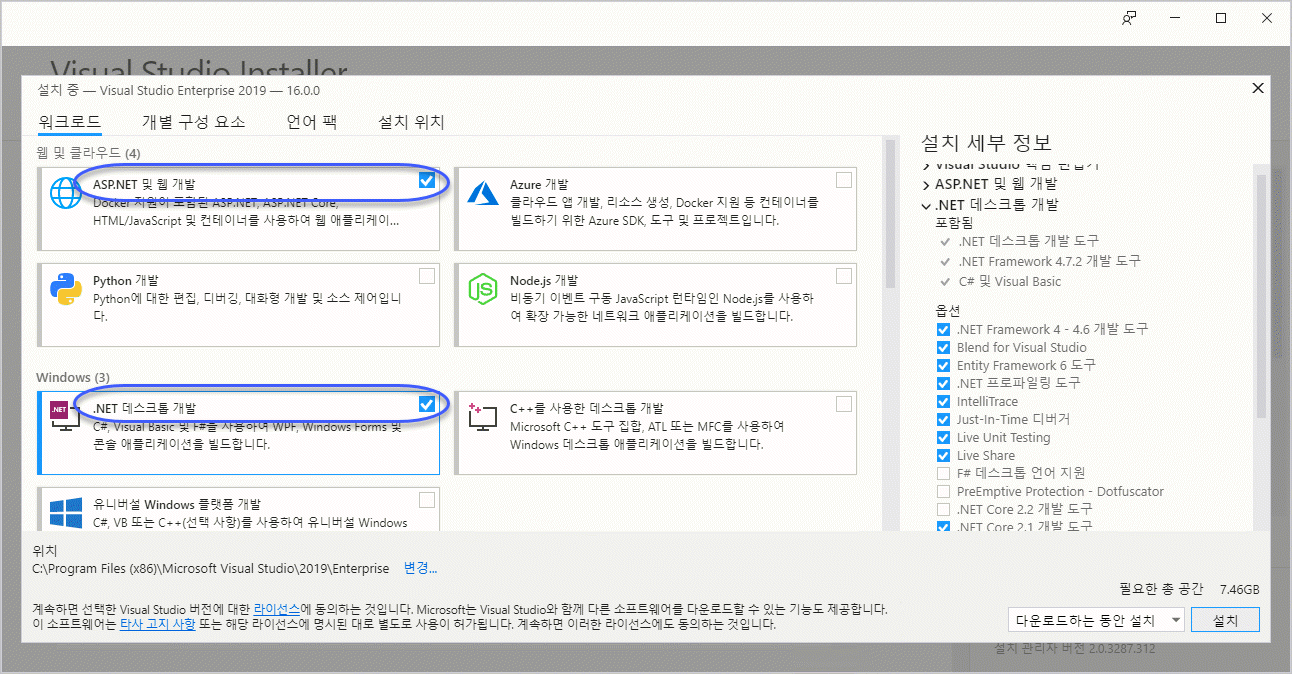 Visual Studio Installer
설치 중 — Visual Studio Enterprise 2019 — 16.0.0
워크로드 개별 구성 요소 언어 팩 설치 위치
웹 및 클라우드 (4)
ASP.NET 및 웹 개발
Docker 지원이 포함된 ASP.NET, ASP.NET Core,
HTML/JavaScript 및 컨테이너를 사용하여 웹 애플리케이...
Azure 개발
클라우드 앱 개발, 리소스 생성, Docker 지원 등 컨테이너를
빌드하기 위한 Azure SDK, 도구 및 프로젝트입니다.
Python 개발
Python에 대한 편집, 디버깅, 대화형 개발 및 소스 제어입니
다.
Node.js 개발
비동기 이벤트 구동 JavaScript 런타임인 Node.js를 사용하
여 확장 가능한 네트워크 애플리케이션을 빌드합니다.
Windows (3)
.NET
.NET 데스크톱 개발
C#, Visual Basic 및 F#을 사용하여 WPF, Windows Forms 및
콘솔 애플리케이션을 빌드합니다.
C++를 사용한 데스크톱 개발
Microsoft C++ 도구 집합, ATL 또는 MFC를 사용하여
Windows 데스크톱 애플리케이션을 빌드합니다.
유니버설 Windows 플랫폼 개발
C#, VB 또는 C++(선택 사항)를 사용하여 유니버설 Windows
설치 세부 정보
Visual Studio 핵심 편집기
ASP.NET 및 웹 개발
.NET 데스크톱 개발
포함됨
.NET 데스크톱 개발 도구
.NET Framework 4.7.2 개발 도구
C# 및 Visual Basic
옵션
.NET Framework 4 - 4.6 개발 도구
Blend for Visual Studio
Entity Framework 6 도구
.NET 프로파일링 도구
IntelliTrace
Just-In-Time 디버거
Live Unit Testing
Live Share
F# 데스크톱 언어 지원
PreEmptive Protection - Dotfuscator
.NET Core 2.2 개발 도구
.NET Core 2.1 개발 도구
위치
C:\Program Files (x86)\Microsoft Visual Studio\2019\Enterprise 변경...
필요한 총 공간 7.46GB
계속하면 선택한 Visual Studio 버전에 대한 라이선스에 동의하는 것입니다. Microsoft는 Visual Studio와 함께 다른 소프트웨어를 다운로드할 수 있는 기능도 제공합니다.
이 소프트웨어는 타사 고지 사항 또는 해당 라이선스에 명시된 대로 별도로 사용이 허가됩니다. 계속하면 이러한 라이선스에도 동의하는 것입니다.
다운로드하는 동안 설치 설치
설치 관리자 버전 2.0.3287.312